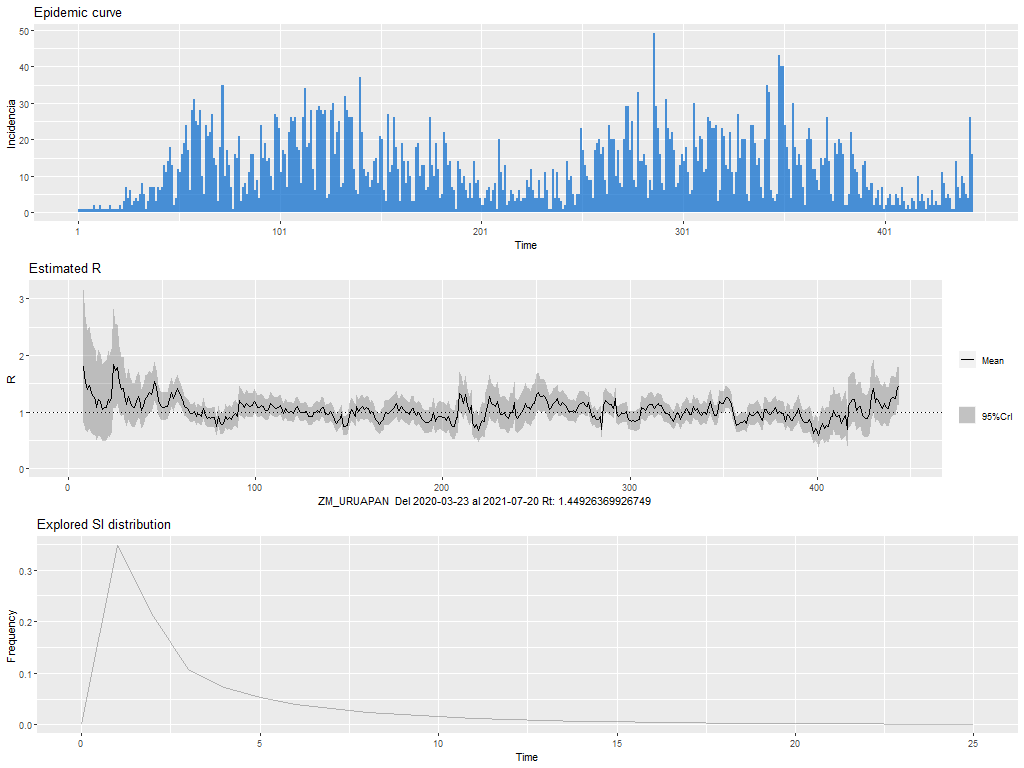 Epidemic curve
50
40
30
20
10
0
Incidencia
1 101 201 301 401
Time
Estimated R
3
2
1
0
R
Mean
95%CrI
0 100 200 300 400
ZM_URUAPAN Del 2020-03-23 al 2021-07-20 Rt: 1.44926369926749
Explored SI distribution
0.3
0.2
0.1
0.0
Frequency
0 5 10 15 20 25
Time